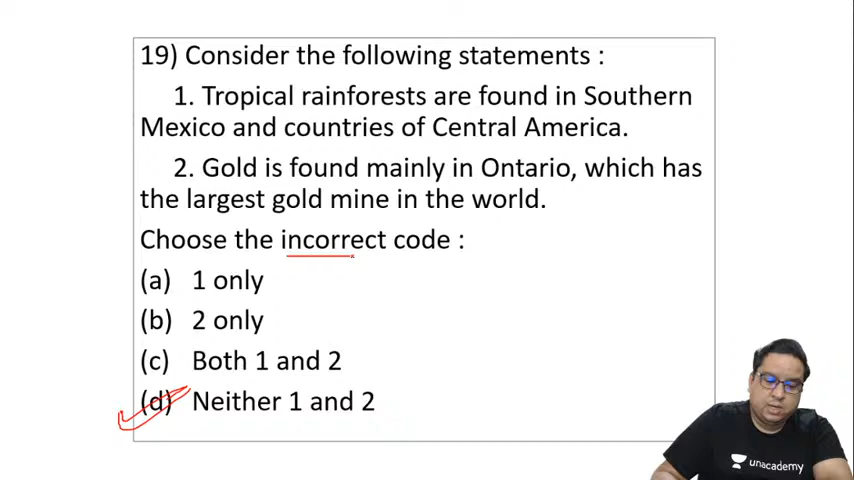 19) Consider the following statements :
1. Tropical rainforests are found in Southern
Mexico and countries of Central America.
2. Gold is found mainly in Ontario, which has
the largest gold mine in the world.
Choose the incorrect code :
(a) 1 only
(b) 2 only
(c) Both 1 and 2
(d) Neither 1 and 2
unacademy